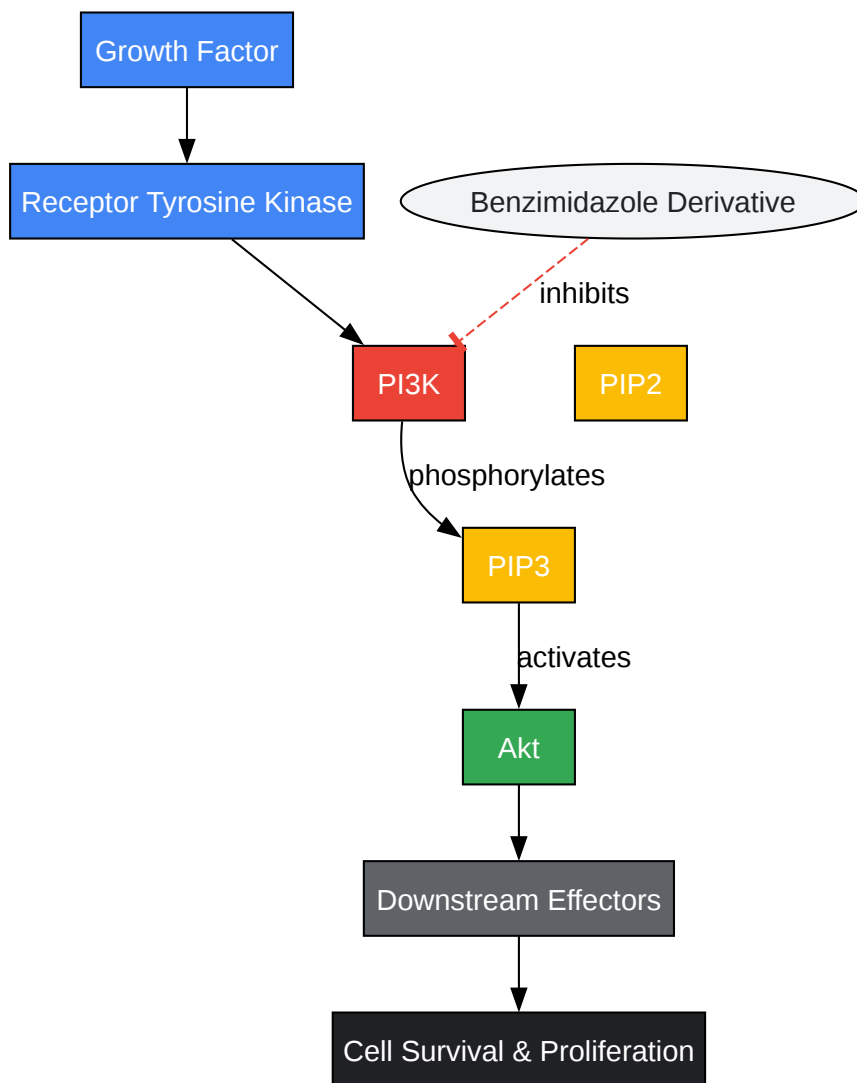 Growth Factor
Receptor Tyrosine Kinase
Benzimidazole Derivative
inhibits
PI3K
PIP2
phosphorylates
PIP3
activates
Akt
Downstream Effectors
Cell Survival & Proliferation